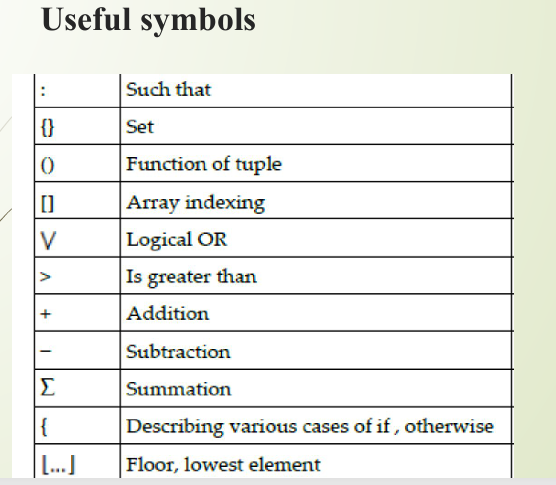 Useful symbols
: Such that
{} Set
() Function of tuple
[] Array indexing
V Logical OR
> Is greater than
+ Addition
− Subtraction
Σ Summation
{ Describing various cases of if , otherwise
⌊...⌋ Floor, lowest element